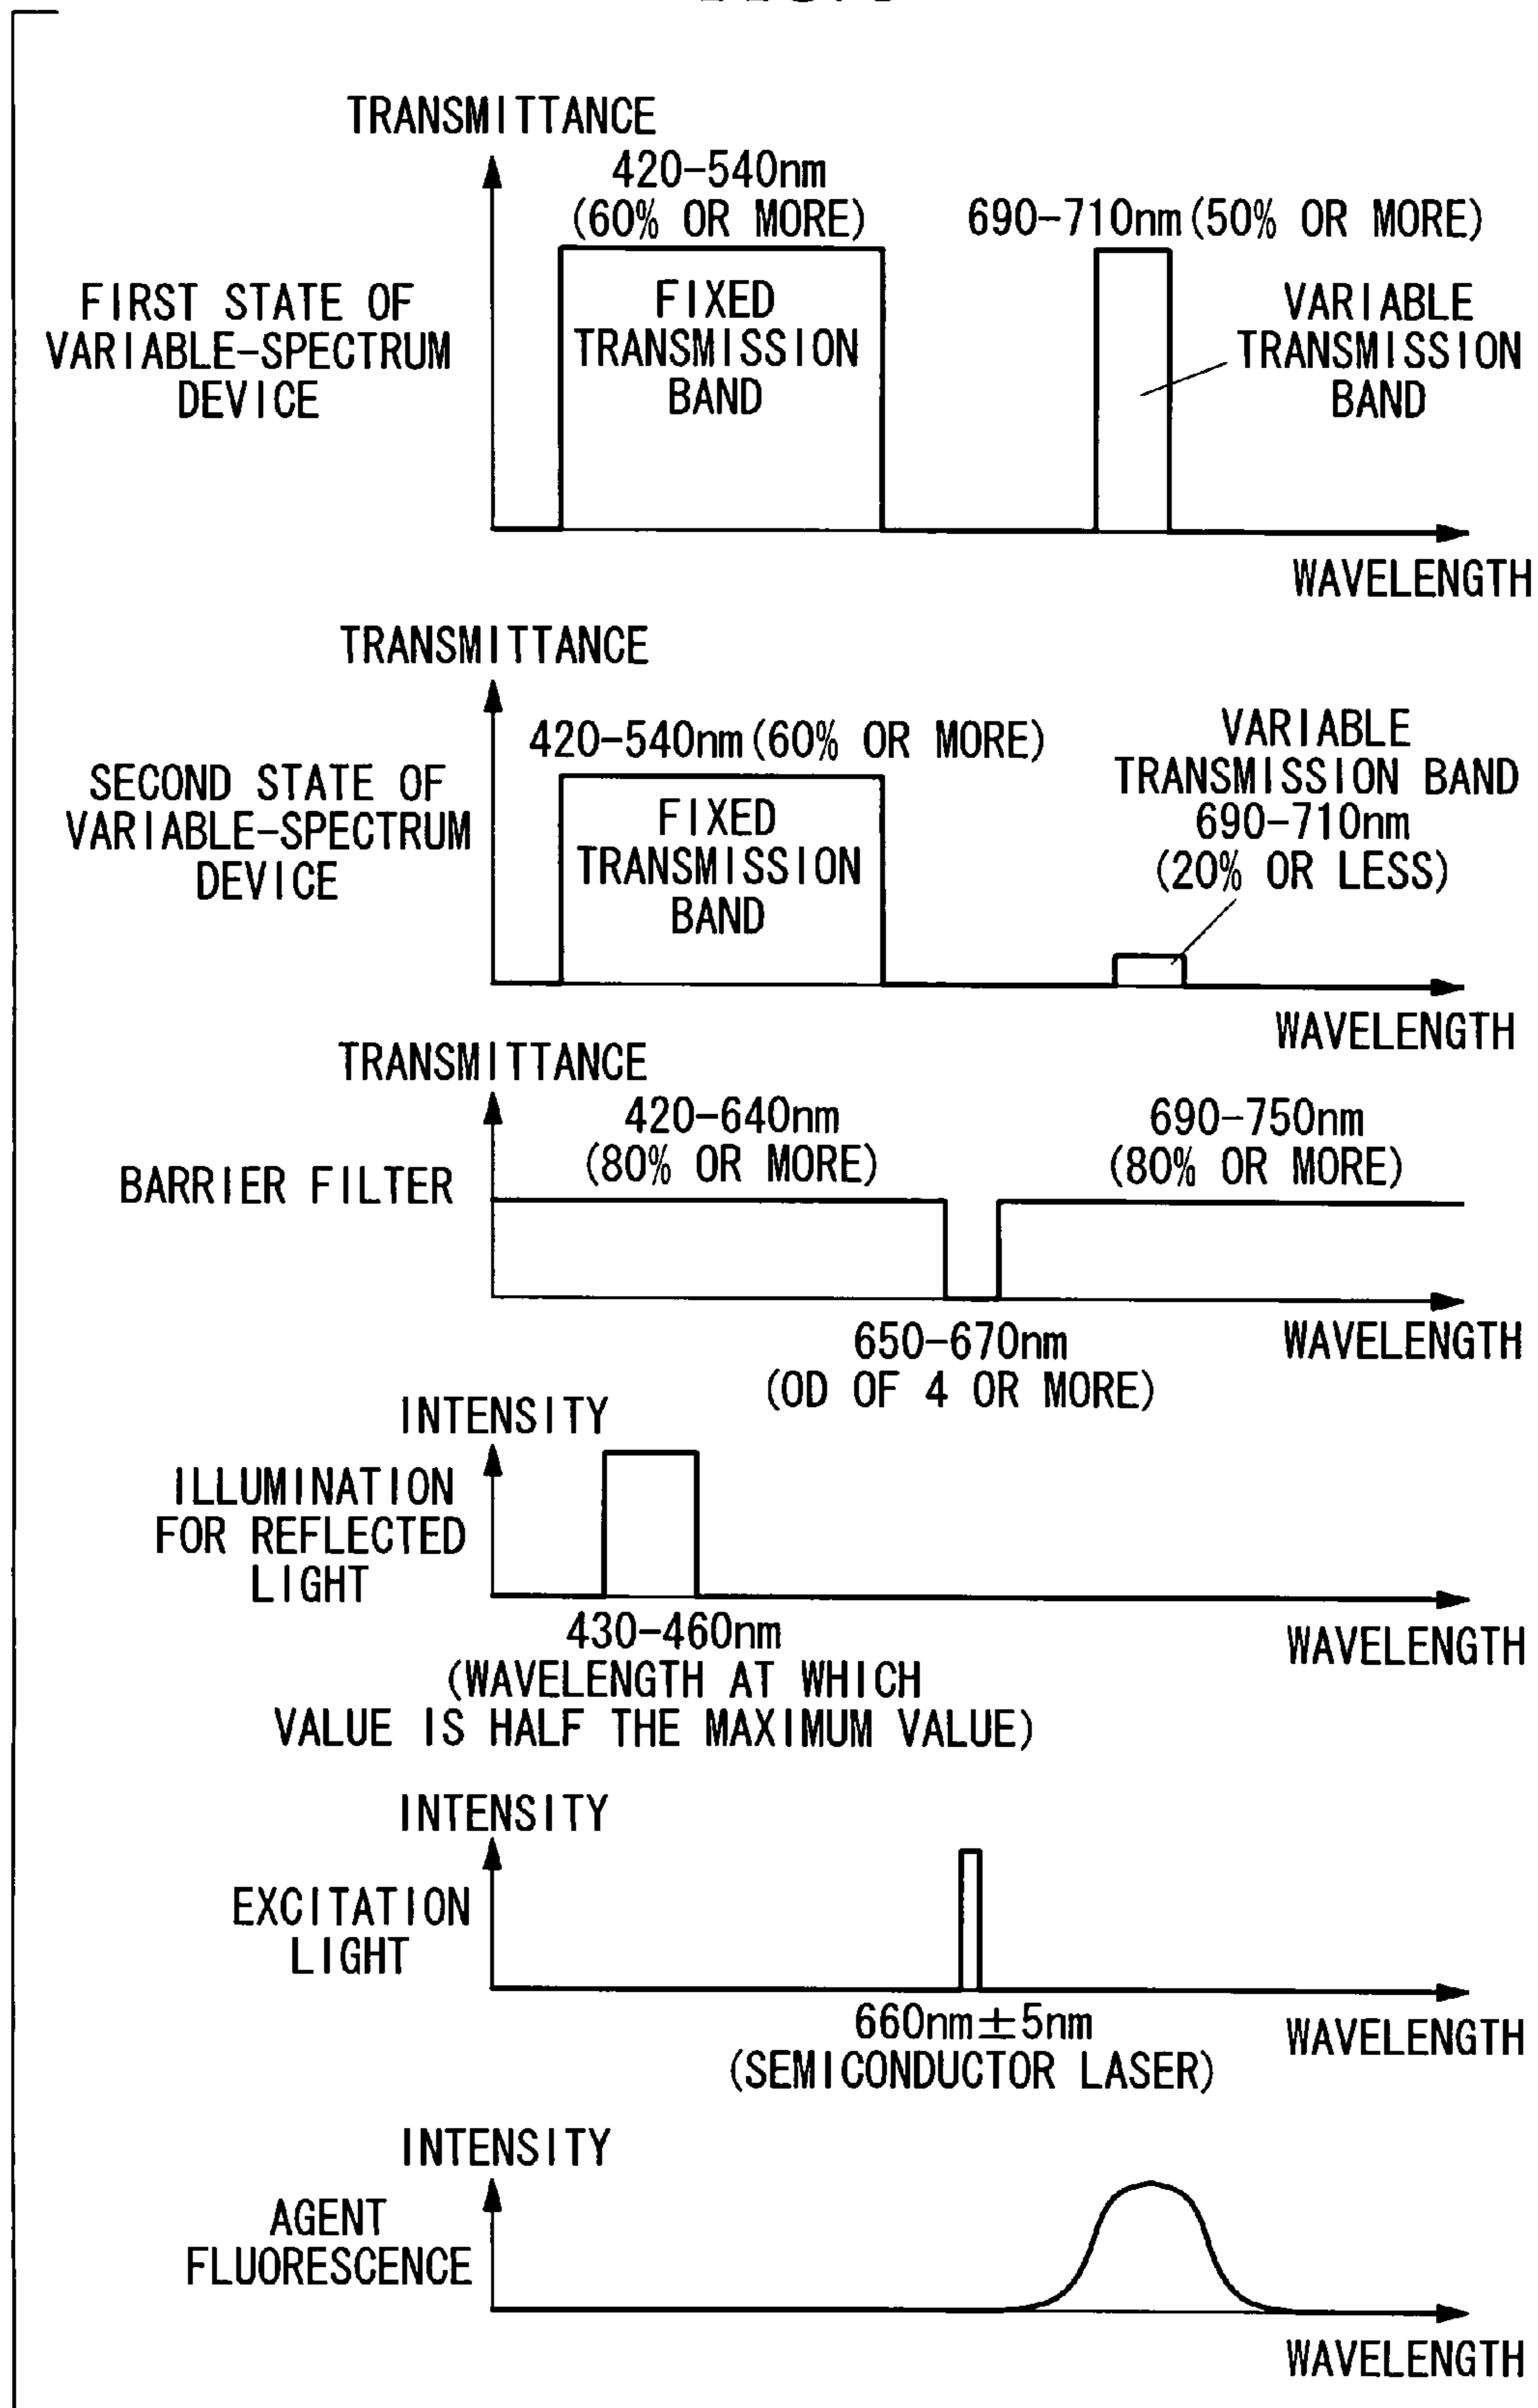 TRANSMITTANCE
420-540nm
(60% OR MORE)
690-710nm(50% OR MORE)
FIRST STATE OF
VARIABLE-SPECTRUM
DEVICE
FIXED
TRANSMISSION
BAND
VARIABLE
TRANSMISSION
BAND
WAVELENGTH
TRANSMITTANCE
420-540nm(60% OR MORE)
SECOND STATE OF
VARIABLE-SPECTRUM
DEVICE
FIXED
TRANSMISSION
BAND
VARIABLE
TRANSMISSION BAND
690-710nm
(20% OR LESS)
WAVELENGTH
TRANSMITTANCE
420-640nm
(80% OR MORE)
690-750nm
(80% OR MORE)
BARRIER FILTER
650-670nm
(OD OF 4 OR MORE)
WAVELENGTH
INTENSITY
ILLUMINATION
FOR REFLECTED
LIGHT
430-460nm
(WAVELENGTH AT WHICH
VALUE IS HALF THE MAXIMUM VALUE)
WAVELENGTH
INTENSITY
EXCITATION
LIGHT
660nm±5nm
(SEMICONDUCTOR LASER)
WAVELENGTH
INTENSITY
AGENT
FLUORESCENCE
WAVELENGTH